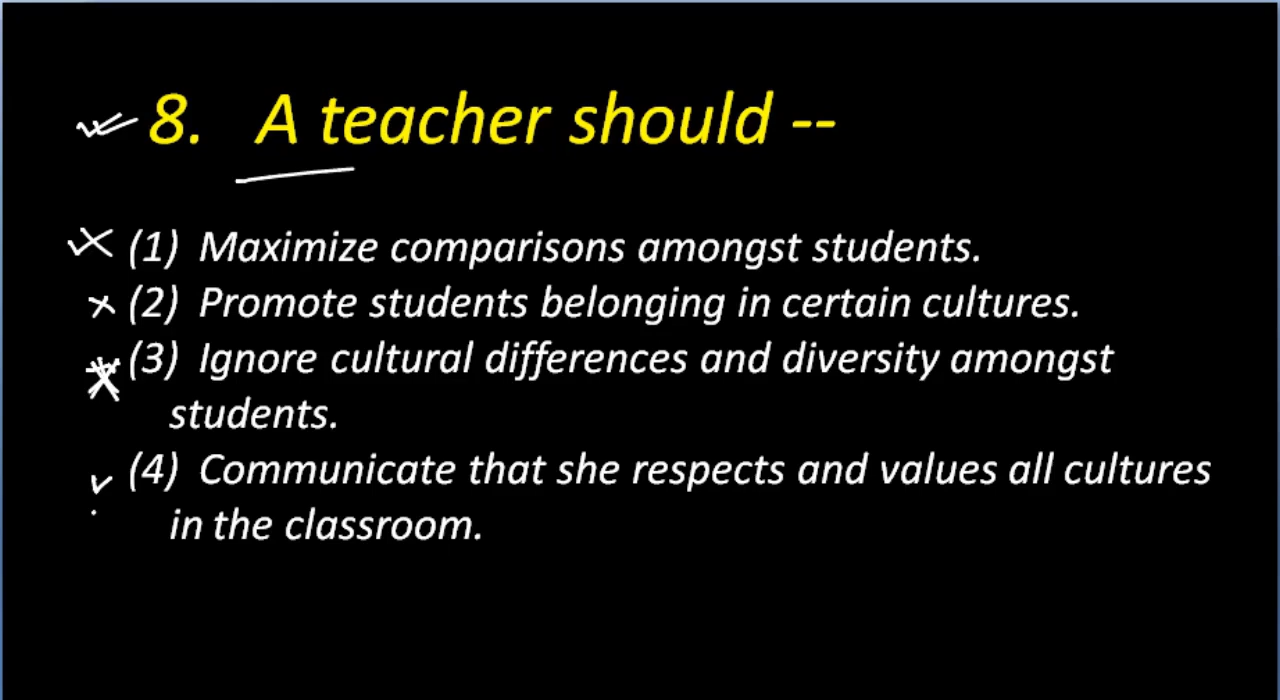 8. A teacher should --
(1) Maximize comparisons amongst students.
(2) Promote students belonging in certain cultures.
(3) Ignore cultural differences and diversity amongst
students.
(4) Communicate that she respects and values all cultures
in the classroom.